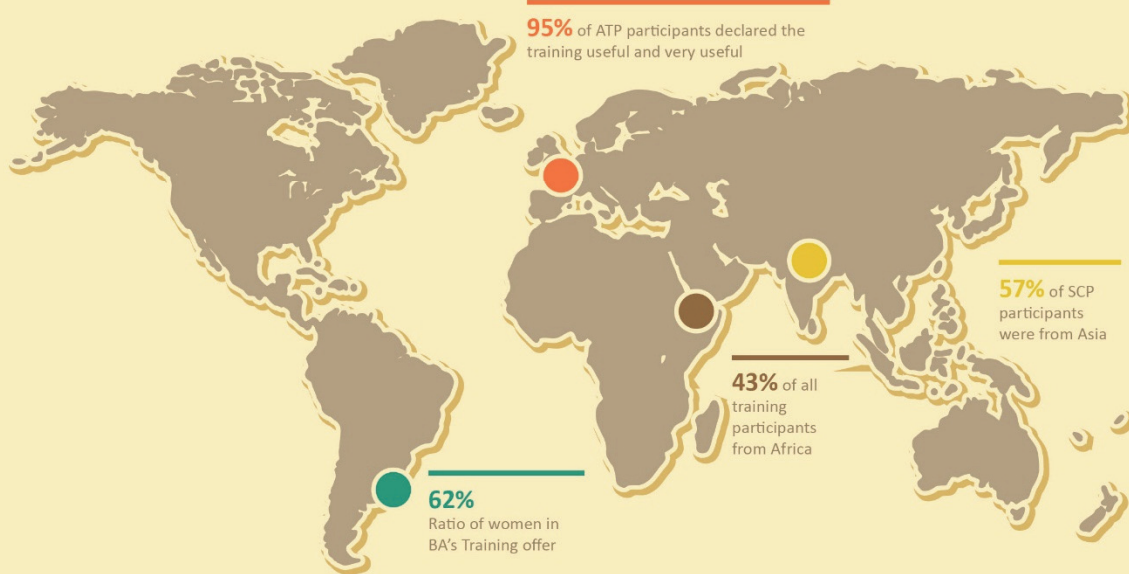 95% of ATP participants declared the
training useful and very useful
57% of SCP
participants
were from Asia
43% of all
training
participants
from Africa
62%
Ratio of women in
BA's Training offer